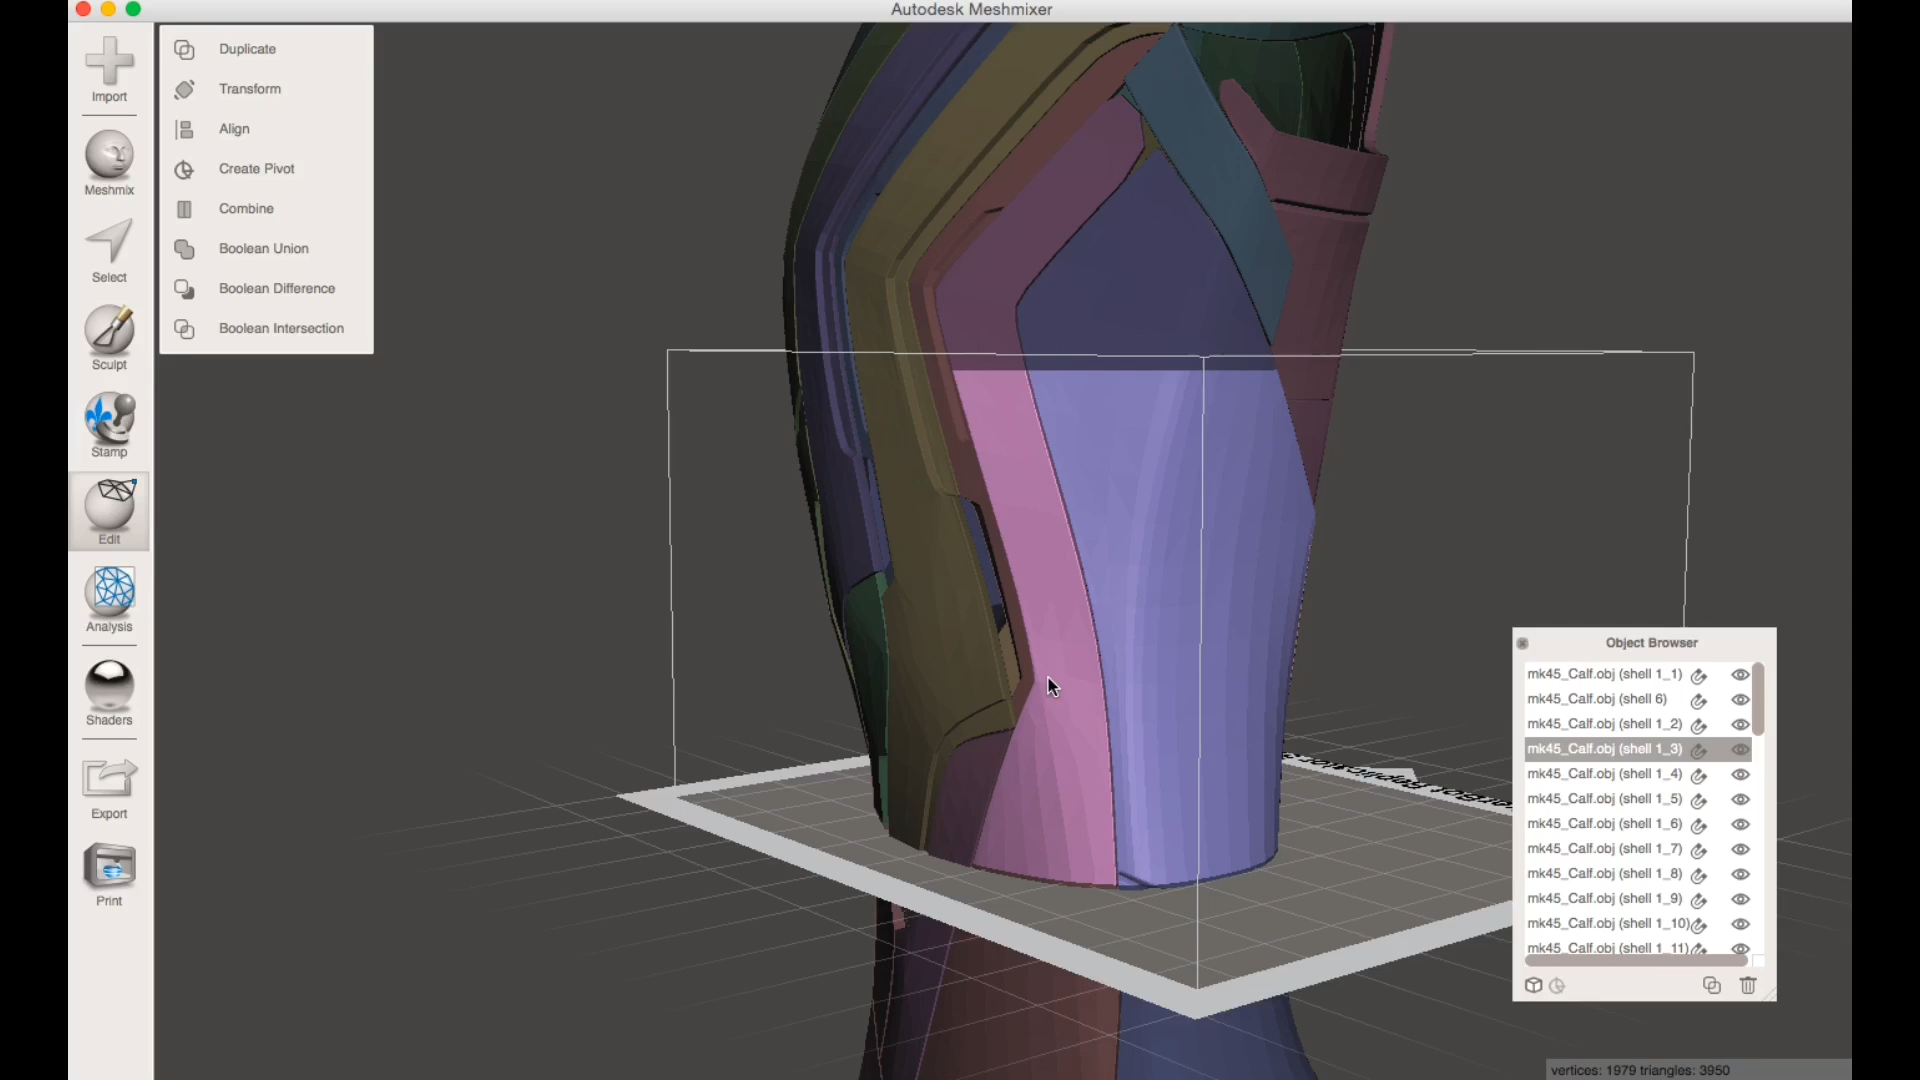 Autodesk Meshmixer
Import
Meshmix
Select
Sculpt
Stamp
Edit
Analysis
Shaders
Export
Print
Duplicate
Transform
Align
Create Pivot
Combine
Boolean Union
Boolean Difference
Boolean Intersection
Object Browser
mk45_Calf.obj (shell 1_1)
mk45_Calf.obj (shell 6)
mk45_Calf.obj (shell 1_2)
mk45_Calf.obj (shell 1_3)
mk45_Calf.obj (shell 1_4)
mk45_Calf.obj (shell 1_5)
mk45_Calf.obj (shell 1_6)
mk45_Calf.obj (shell 1_7)
mk45_Calf.obj (shell 1_8)
mk45_Calf.obj (shell 1_9)
mk45_Calf.obj (shell 1_10)
mk45_Calf.obj (shell 1_11)
vertices: 1979 triangles: 3950